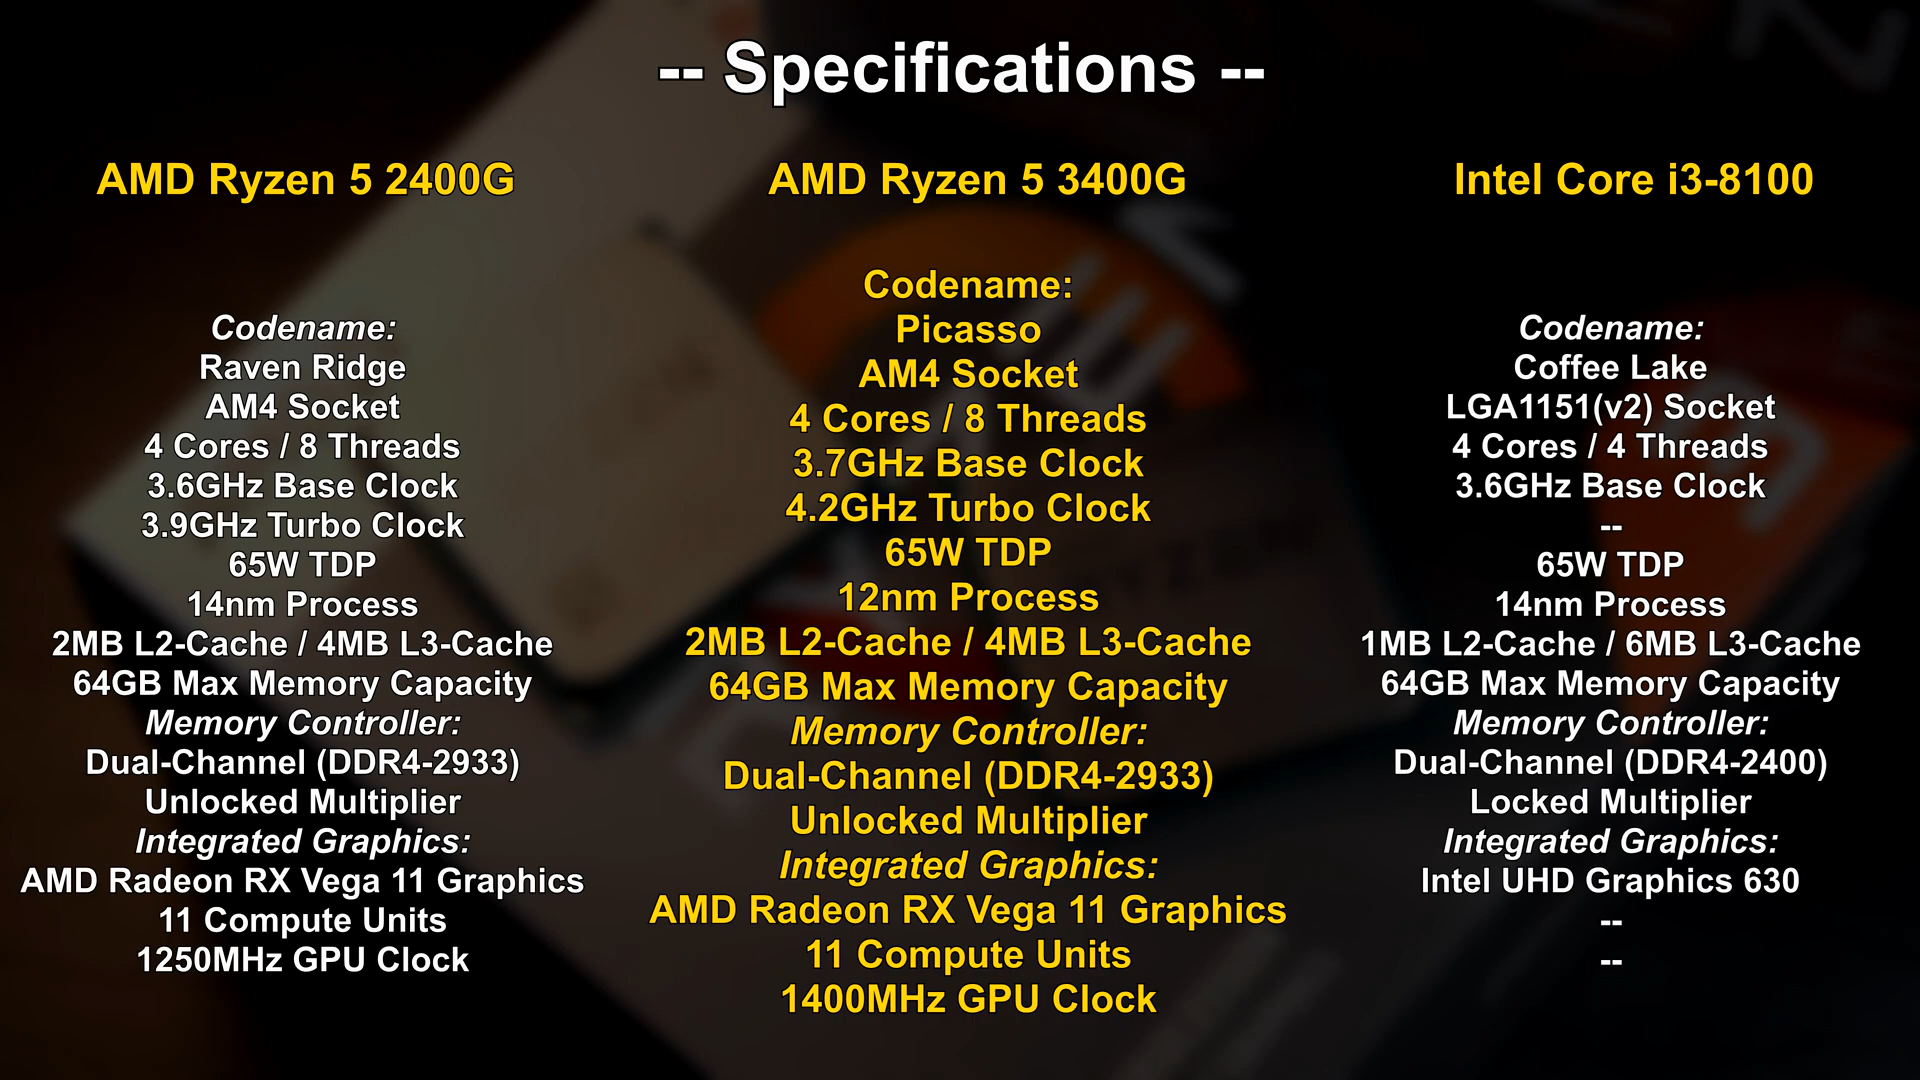 -- Specifications --
AMD Ryzen 5 2400G
Codename:
Raven Ridge
AM4 Socket
4 Cores / 8 Threads
3.6GHz Base Clock
3.9GHz Turbo Clock
65W TDP
14nm Process
2MB L2-Cache / 4MB L3-Cache
64GB Max Memory Capacity
Memory Controller:
Dual-Channel (DDR4-2933)
Unlocked Multiplier
Integrated Graphics:
AMD Radeon RX Vega 11 Graphics
11 Compute Units
1250MHz GPU Clock
AMD Ryzen 5 3400G
Codename:
Picasso
AM4 Socket
4 Cores / 8 Threads
3.7GHz Base Clock
4.2GHz Turbo Clock
65W TDP
12nm Process
2MB L2-Cache / 4MB L3-Cache
64GB Max Memory Capacity
Memory Controller:
Dual-Channel (DDR4-2933)
Unlocked Multiplier
Integrated Graphics:
AMD Radeon RX Vega 11 Graphics
11 Compute Units
1400MHz GPU Clock
Intel Core i3-8100
Codename:
Coffee Lake
LGA1151(v2) Socket
4 Cores / 4 Threads
3.6GHz Base Clock
--
65W TDP
14nm Process
1MB L2-Cache / 6MB L3-Cache
64GB Max Memory Capacity
Memory Controller:
Dual-Channel (DDR4-2400)
Locked Multiplier
Integrated Graphics:
Intel UHD Graphics 630
--
--